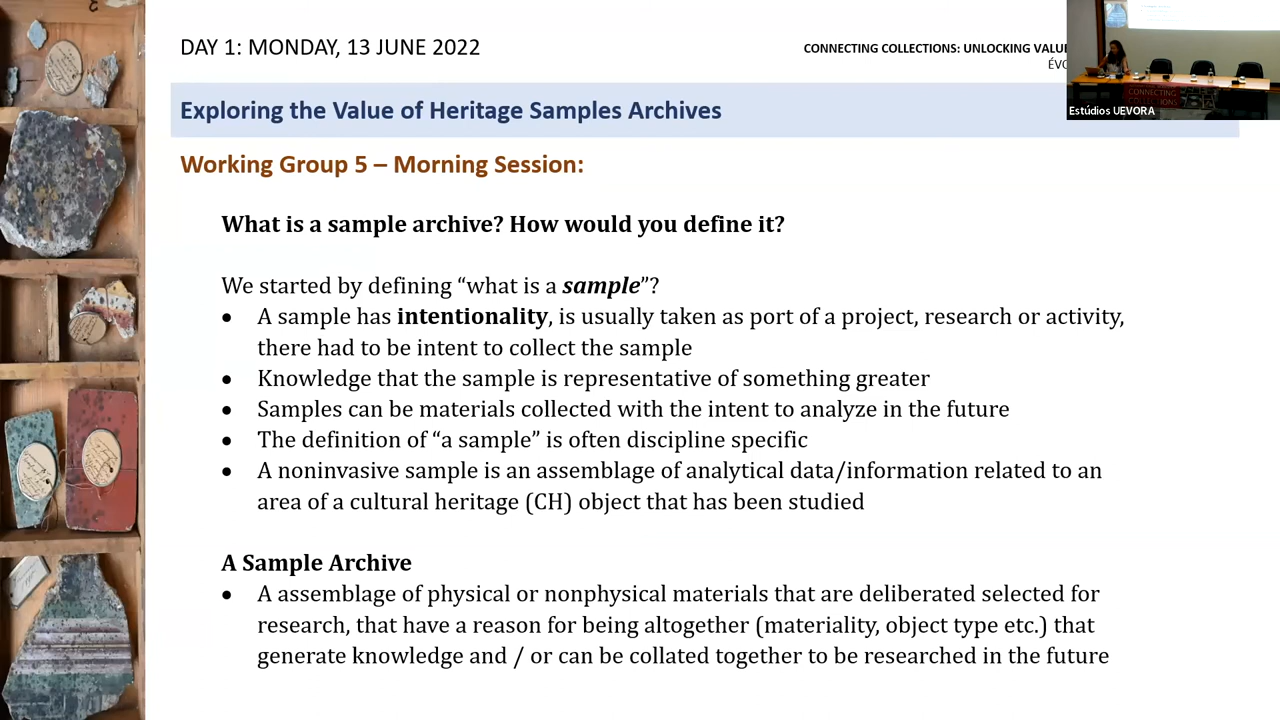 DAY 1: MONDAY, 13 JUNE 2022
CONNECTING COLLECTIONS: UNLOCKING
Exploring the Value of Heritage Samples Archives
Working Group 5 – Morning Session:
What is a sample archive? How would you define it?
We started by defining “what is a sample”?
• A sample has intentionality, is usually taken as port of a project, research or activity,
there had to be intent to collect the sample
• Knowledge that the sample is representative of something greater
• Samples can be materials collected with the intent to analyze in the future
• The definition of “a sample” is often discipline specific
• A noninvasive sample is an assemblage of analytical data/information related to an
area of a cultural heritage (CH) object that has been studied
A Sample Archive
• A assemblage of physical or nonphysical materials that are deliberated selected for
research, that have a reason for being altogether (materiality, object type etc.) that
generate knowledge and / or can be collated together to be researched in the future
CONNECTING
COLLECTIONS
Estúdios UEVORA